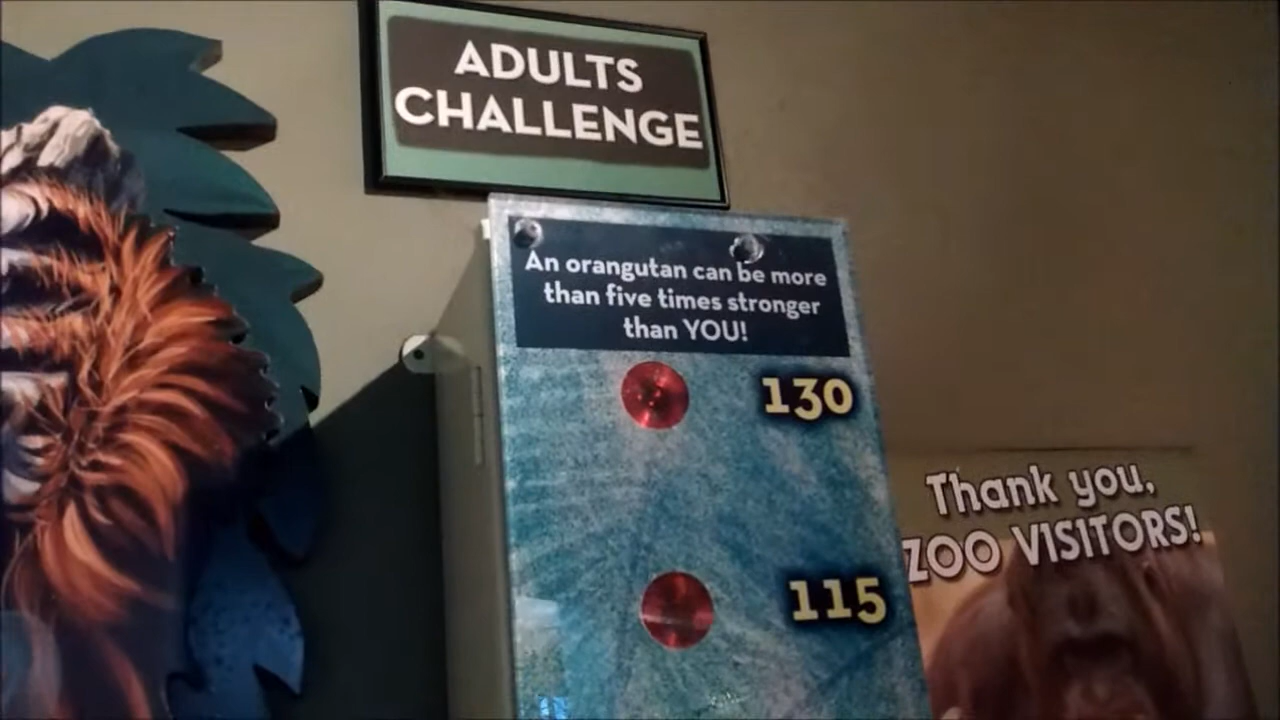 ADULTS
CHALLENGE
An orangutan can be more
than five times stronger
than YOU!
130
115
Thank you,
ZOO VISITORS!